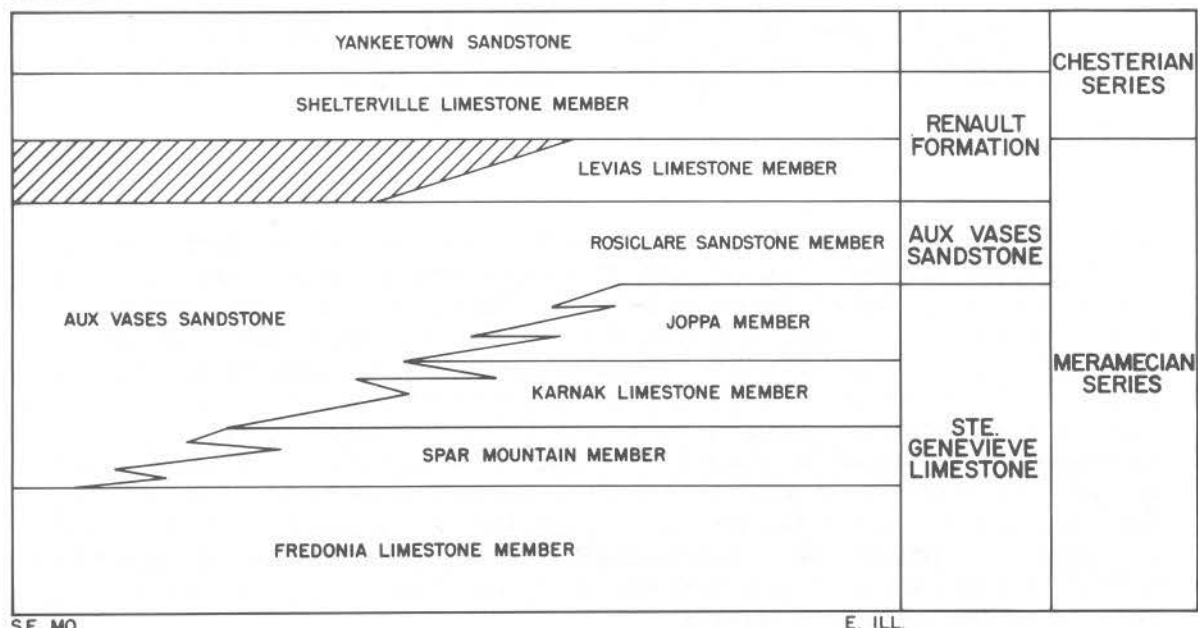 YANKEETOWN SANDSTONE
CHESTERIAN
SERIES
SHELTERVILLE LIMESTONE MEMBER
RENAULT
FORMATION
LEVIAS LIMESTONE MEMBER
ROSICLARE SANDSTONE MEMBER
AUX VASES
SANDSTONE
AUX VASES SANDSTONE
JOPPA MEMBER
MERAMECIAN
SERIES
KARNAK LIMESTONE MEMBER
STE.
GENEVIEVE
LIMESTONE
SPAR MOUNTAIN MEMBER
FREDONIA LIMESTONE MEMBER
S.E. MO.
E. ILL.